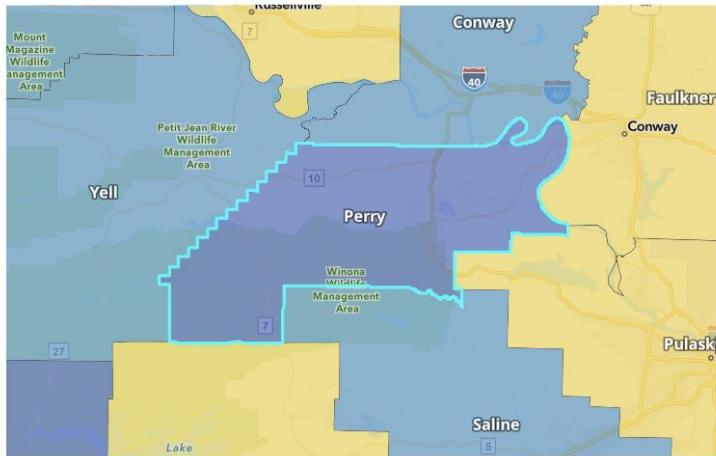 Russellville
Conway
7
Mount
Magazine
Wildlife
Management
Area
40
40
Faulkner
Conway
Petit Jean River
Wildlife
Management
Area
Yell
10
Perry
Winona
Wildlife
Management
Area
7
27
Pulaski
Saline
Lake
5